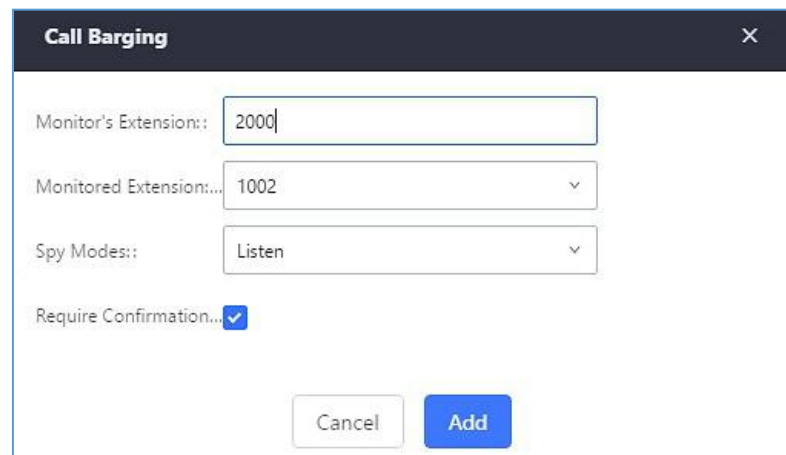 Call Barging
Monitor's Extension:: 2000
Monitored Extension:... 1002
Spy Modes:: Listen
Require Confirmation...
Cancel Add